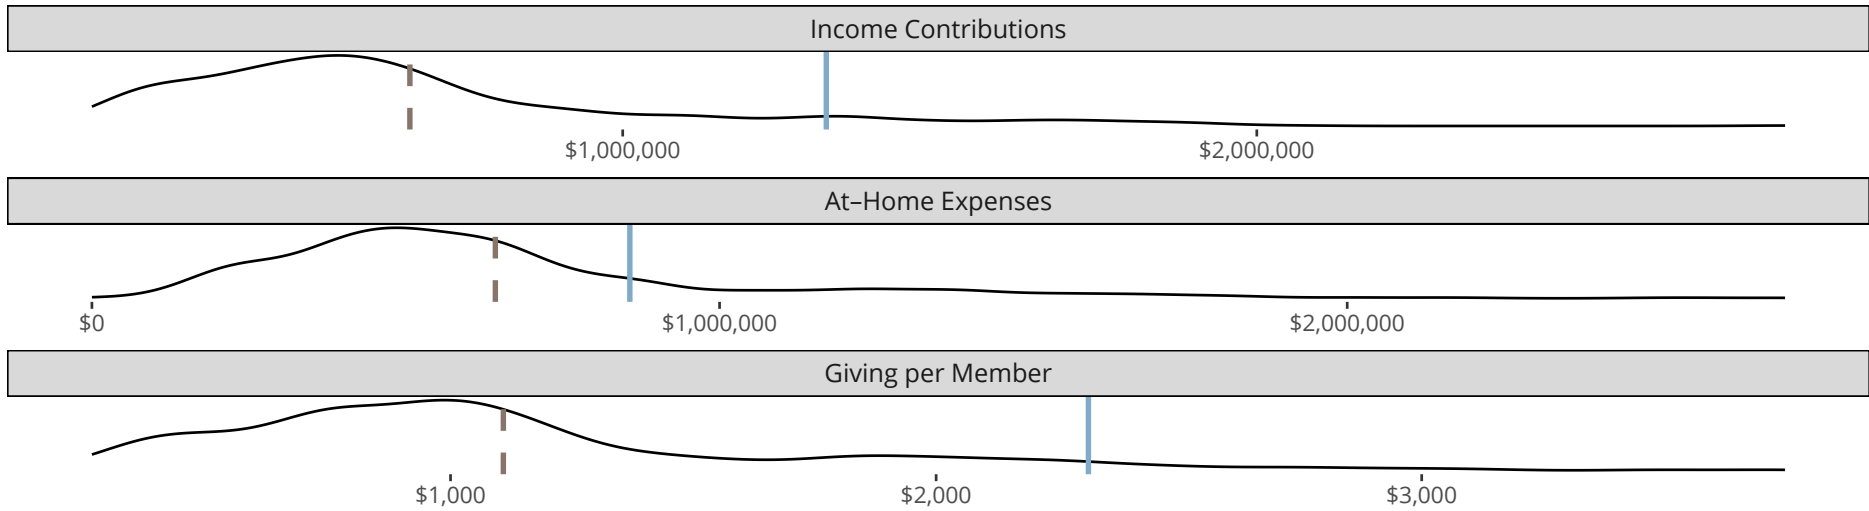 Income Contributions
$1,000,000 $2,000,000
At–Home Expenses
$0 $1,000,000 $2,000,000
Giving per Member
$1,000 $2,000 $3,000